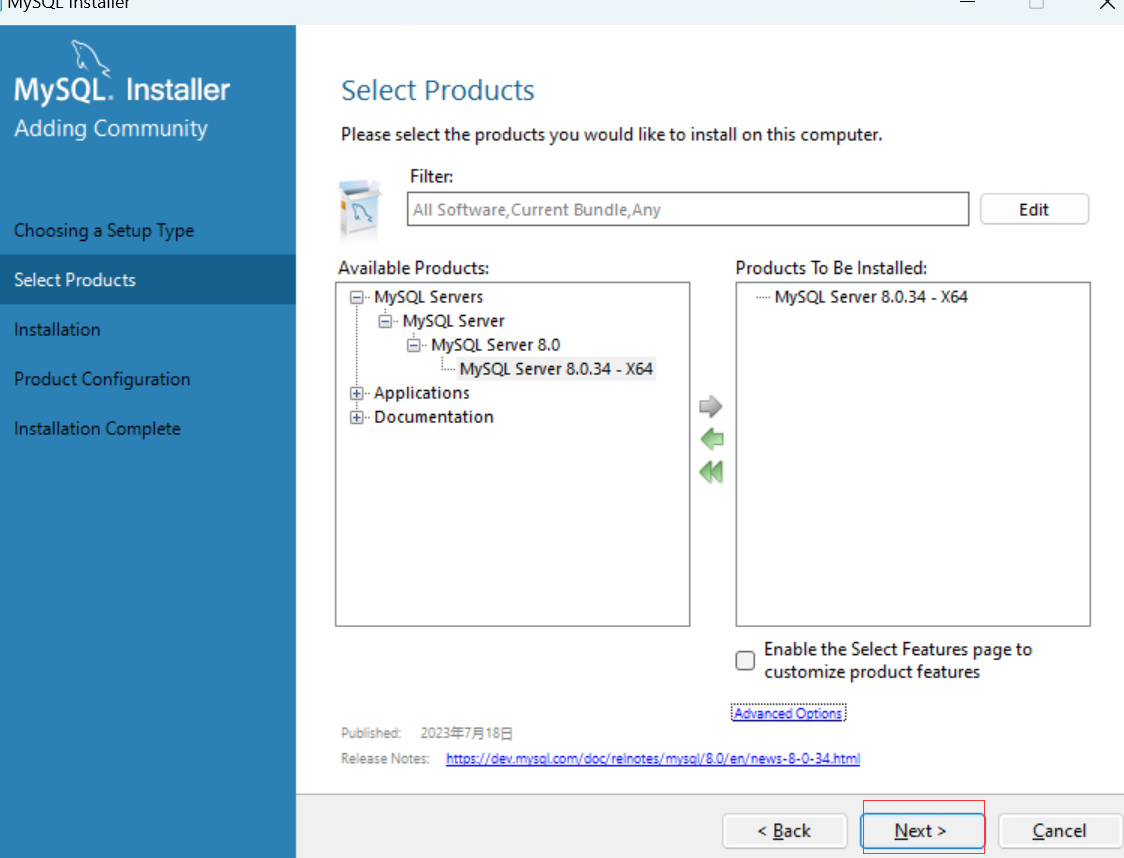 MySQL Installer
MySQL. Installer
Adding Community
Choosing a Setup Type
Select Products
Installation
Product Configuration
Installation Complete
Select Products
Please select the products you would like to install on this computer.
Filter:
All Software,Current Bundle,Any
Edit
Available Products:
MySQL Servers
MySQL Server
MySQL Server 8.0
MySQL Server 8.0.34 - X64
Applications
Documentation
Products To Be Installed:
MySQL Server 8.0.34 - X64
Enable the Select Features page to
customize product features
Advanced Options
Published: 2023年7月18日
Release Notes: https://dev.mysql.com/doc/relnotes/mysql/8.0/en/news-8-0-34.html
< Back
Next >
Cancel